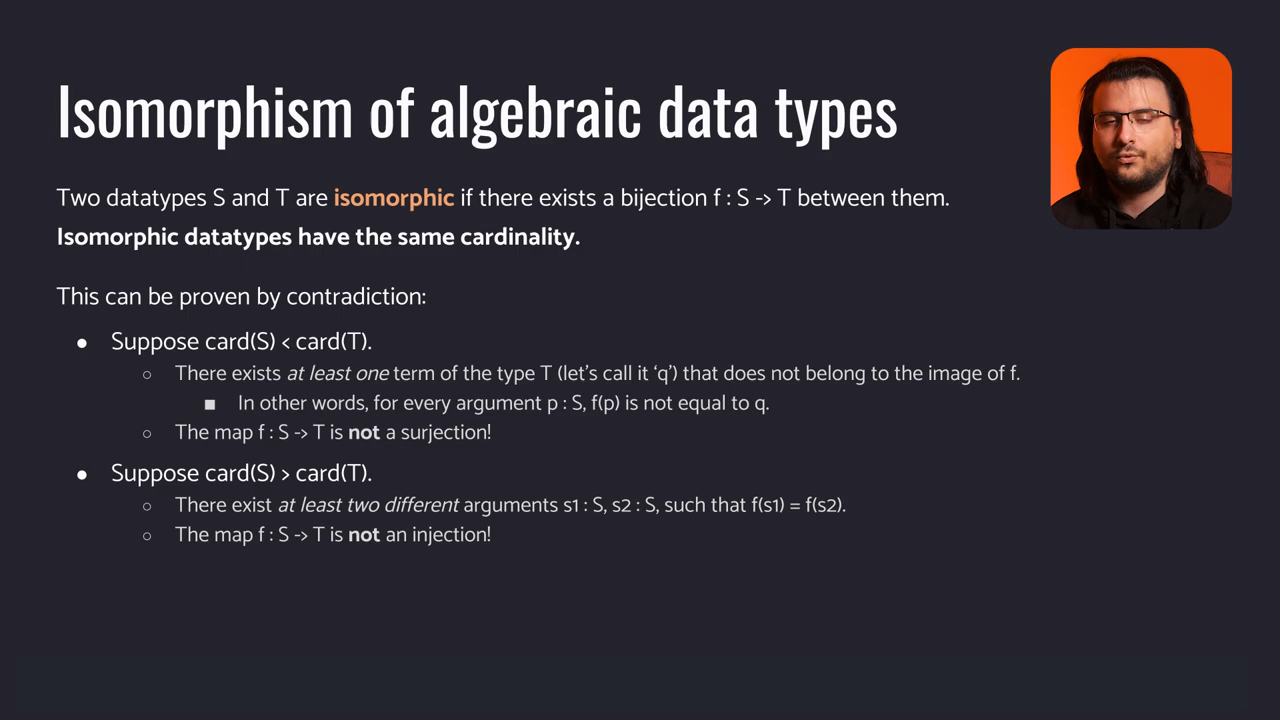 Isomorphism of algebraic data types
Two datatypes S and T are isomorphic if there exists a bijection f : S -> T between them.
Isomorphic datatypes have the same cardinality.
This can be proven by contradiction:
● Suppose card(S) < card(T).
○ There exists at least one term of the type T (let’s call it ‘q’) that does not belong to the image of f.
■ In other words, for every argument p : S, f(p) is not equal to q.
○ The map f : S -> T is not a surjection!
● Suppose card(S) > card(T).
○ There exist at least two different arguments s1 : S, s2 : S, such that f(s1) = f(s2).
○ The map f : S -> T is not an injection!